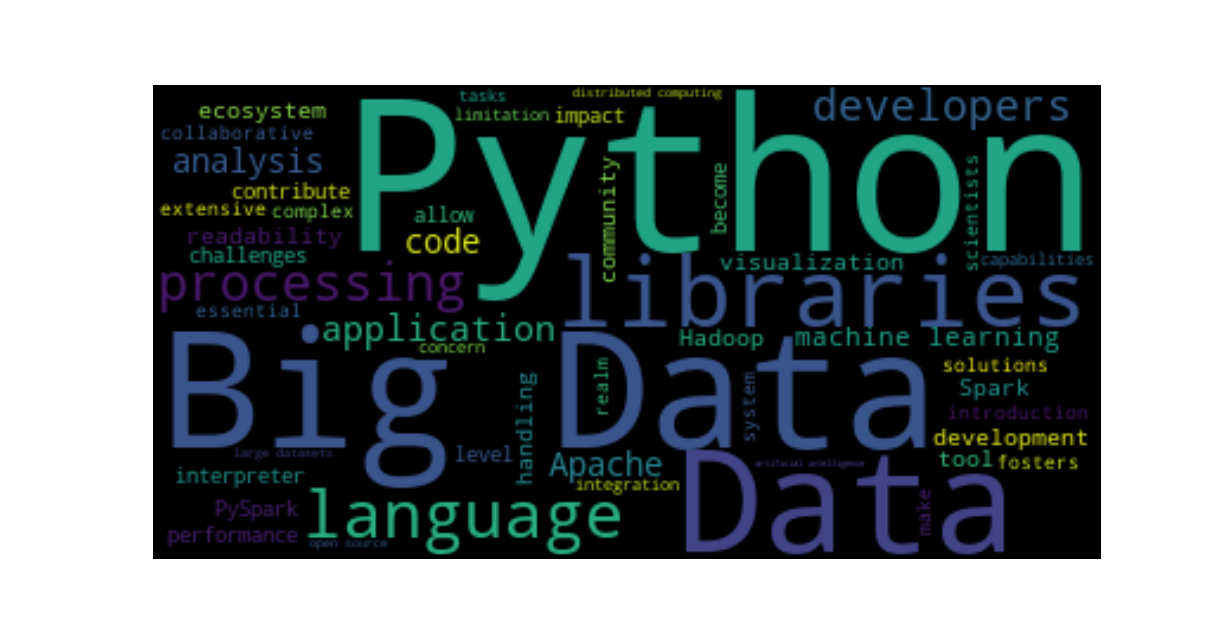 distributed computing
tasks
developers
ecosystem
limitation
impact
Python
collaborative
analysis
community
become
scientists
contribute
extensive
complex
allow
readability
code
challenges
visualization
capabilities
processing
libraries
essential
application
Hadoop
machine learning
concern
Big Data
realm
system
handling
solutions
Spark
introduction
large datasets
level
development
interpreter
Apache
artificial intelligence
tool
fosters
integration
Data
PySpark
language
make
performance
open source